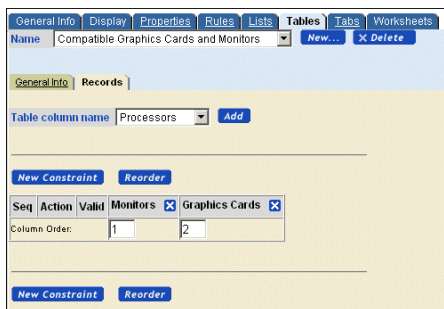 General Info Display Properties Rules Lists Tables Tabs Worksheets
Name Compatible Graphics Cards and Monitors New... X Delete
General Info Records
Table column name Processors Add
New Constraint Reorder
Seq Action Valid Monitors X Graphics Cards X
Column Order: 1 2
New Constraint Reorder